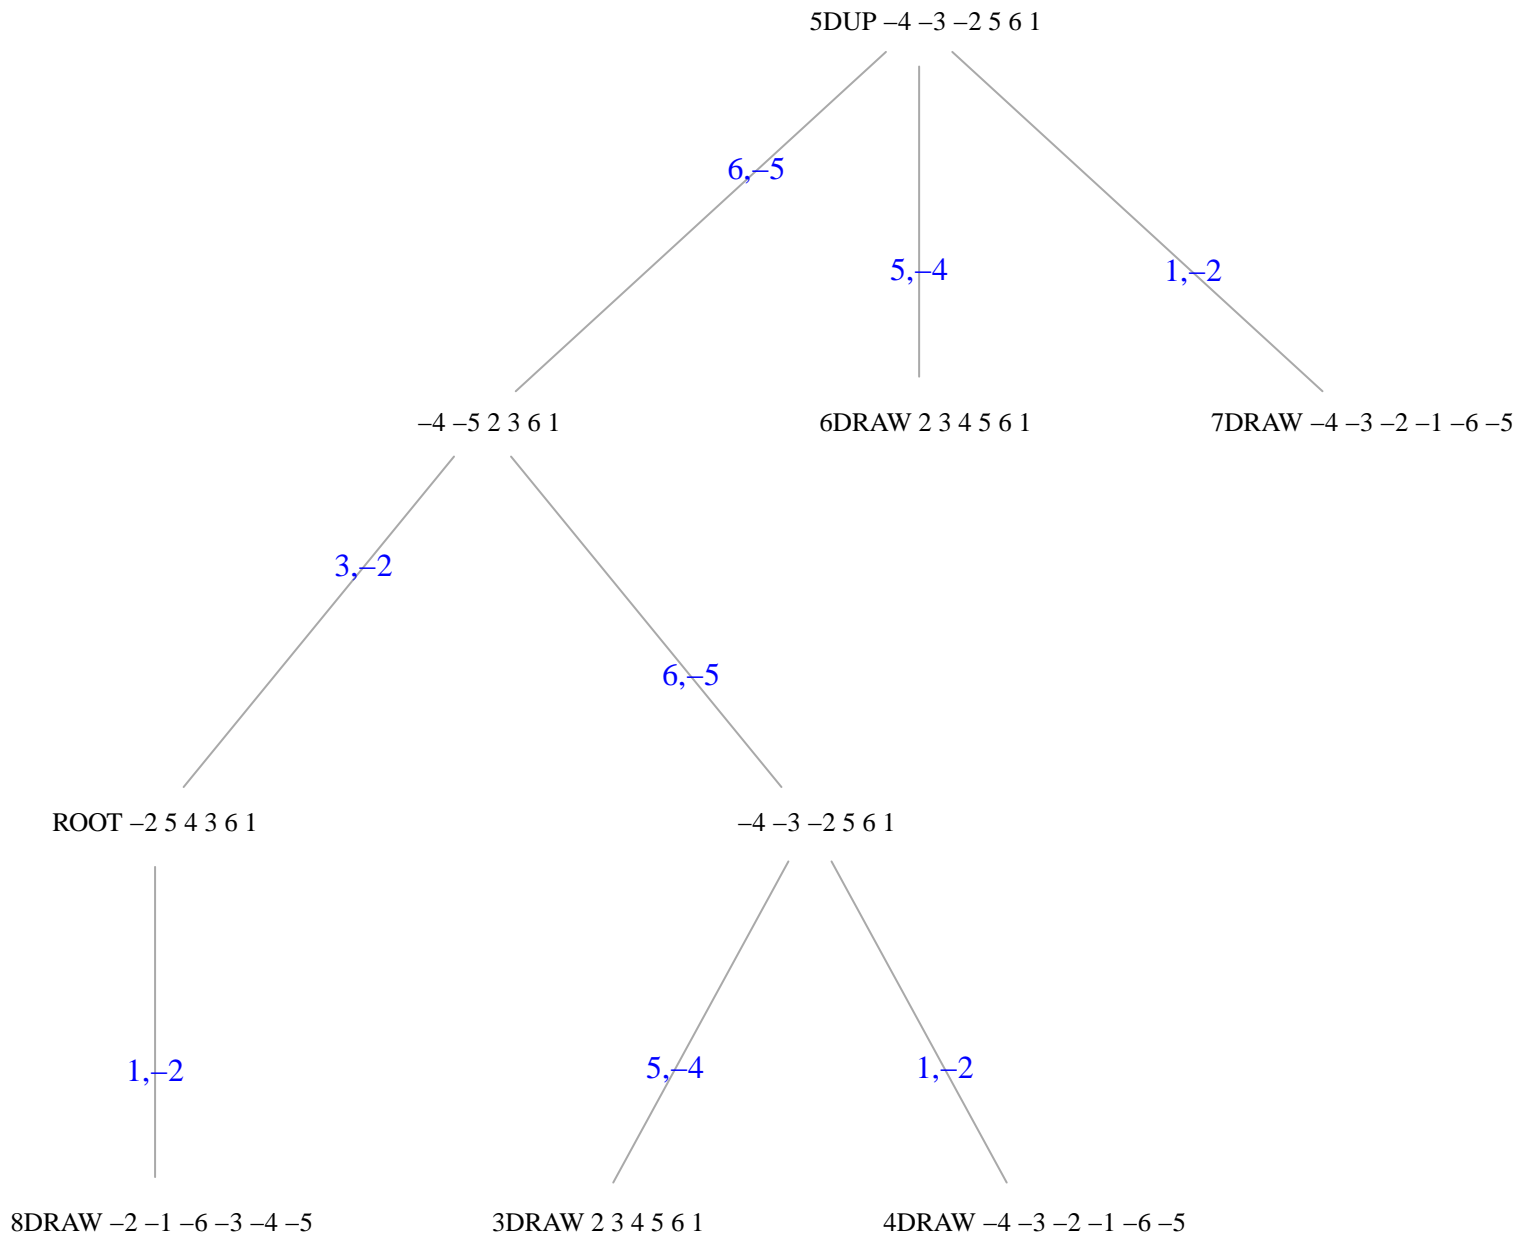 5DUP –4 –3 –2 5 6 1
6,–5
5,–4
1,–2
–4 –5 2 3 6 1
6DRAW 2 3 4 5 6 1
7DRAW –4 –3 –2 –1 –6 –5
3,–2
6,–5
ROOT –2 5 4 3 6 1
–4 –3 –2 5 6 1
1,–2
5,–4
1,–2
8DRAW –2 –1 –6 –3 –4 –5
3DRAW 2 3 4 5 6 1
4DRAW –4 –3 –2 –1 –6 –5